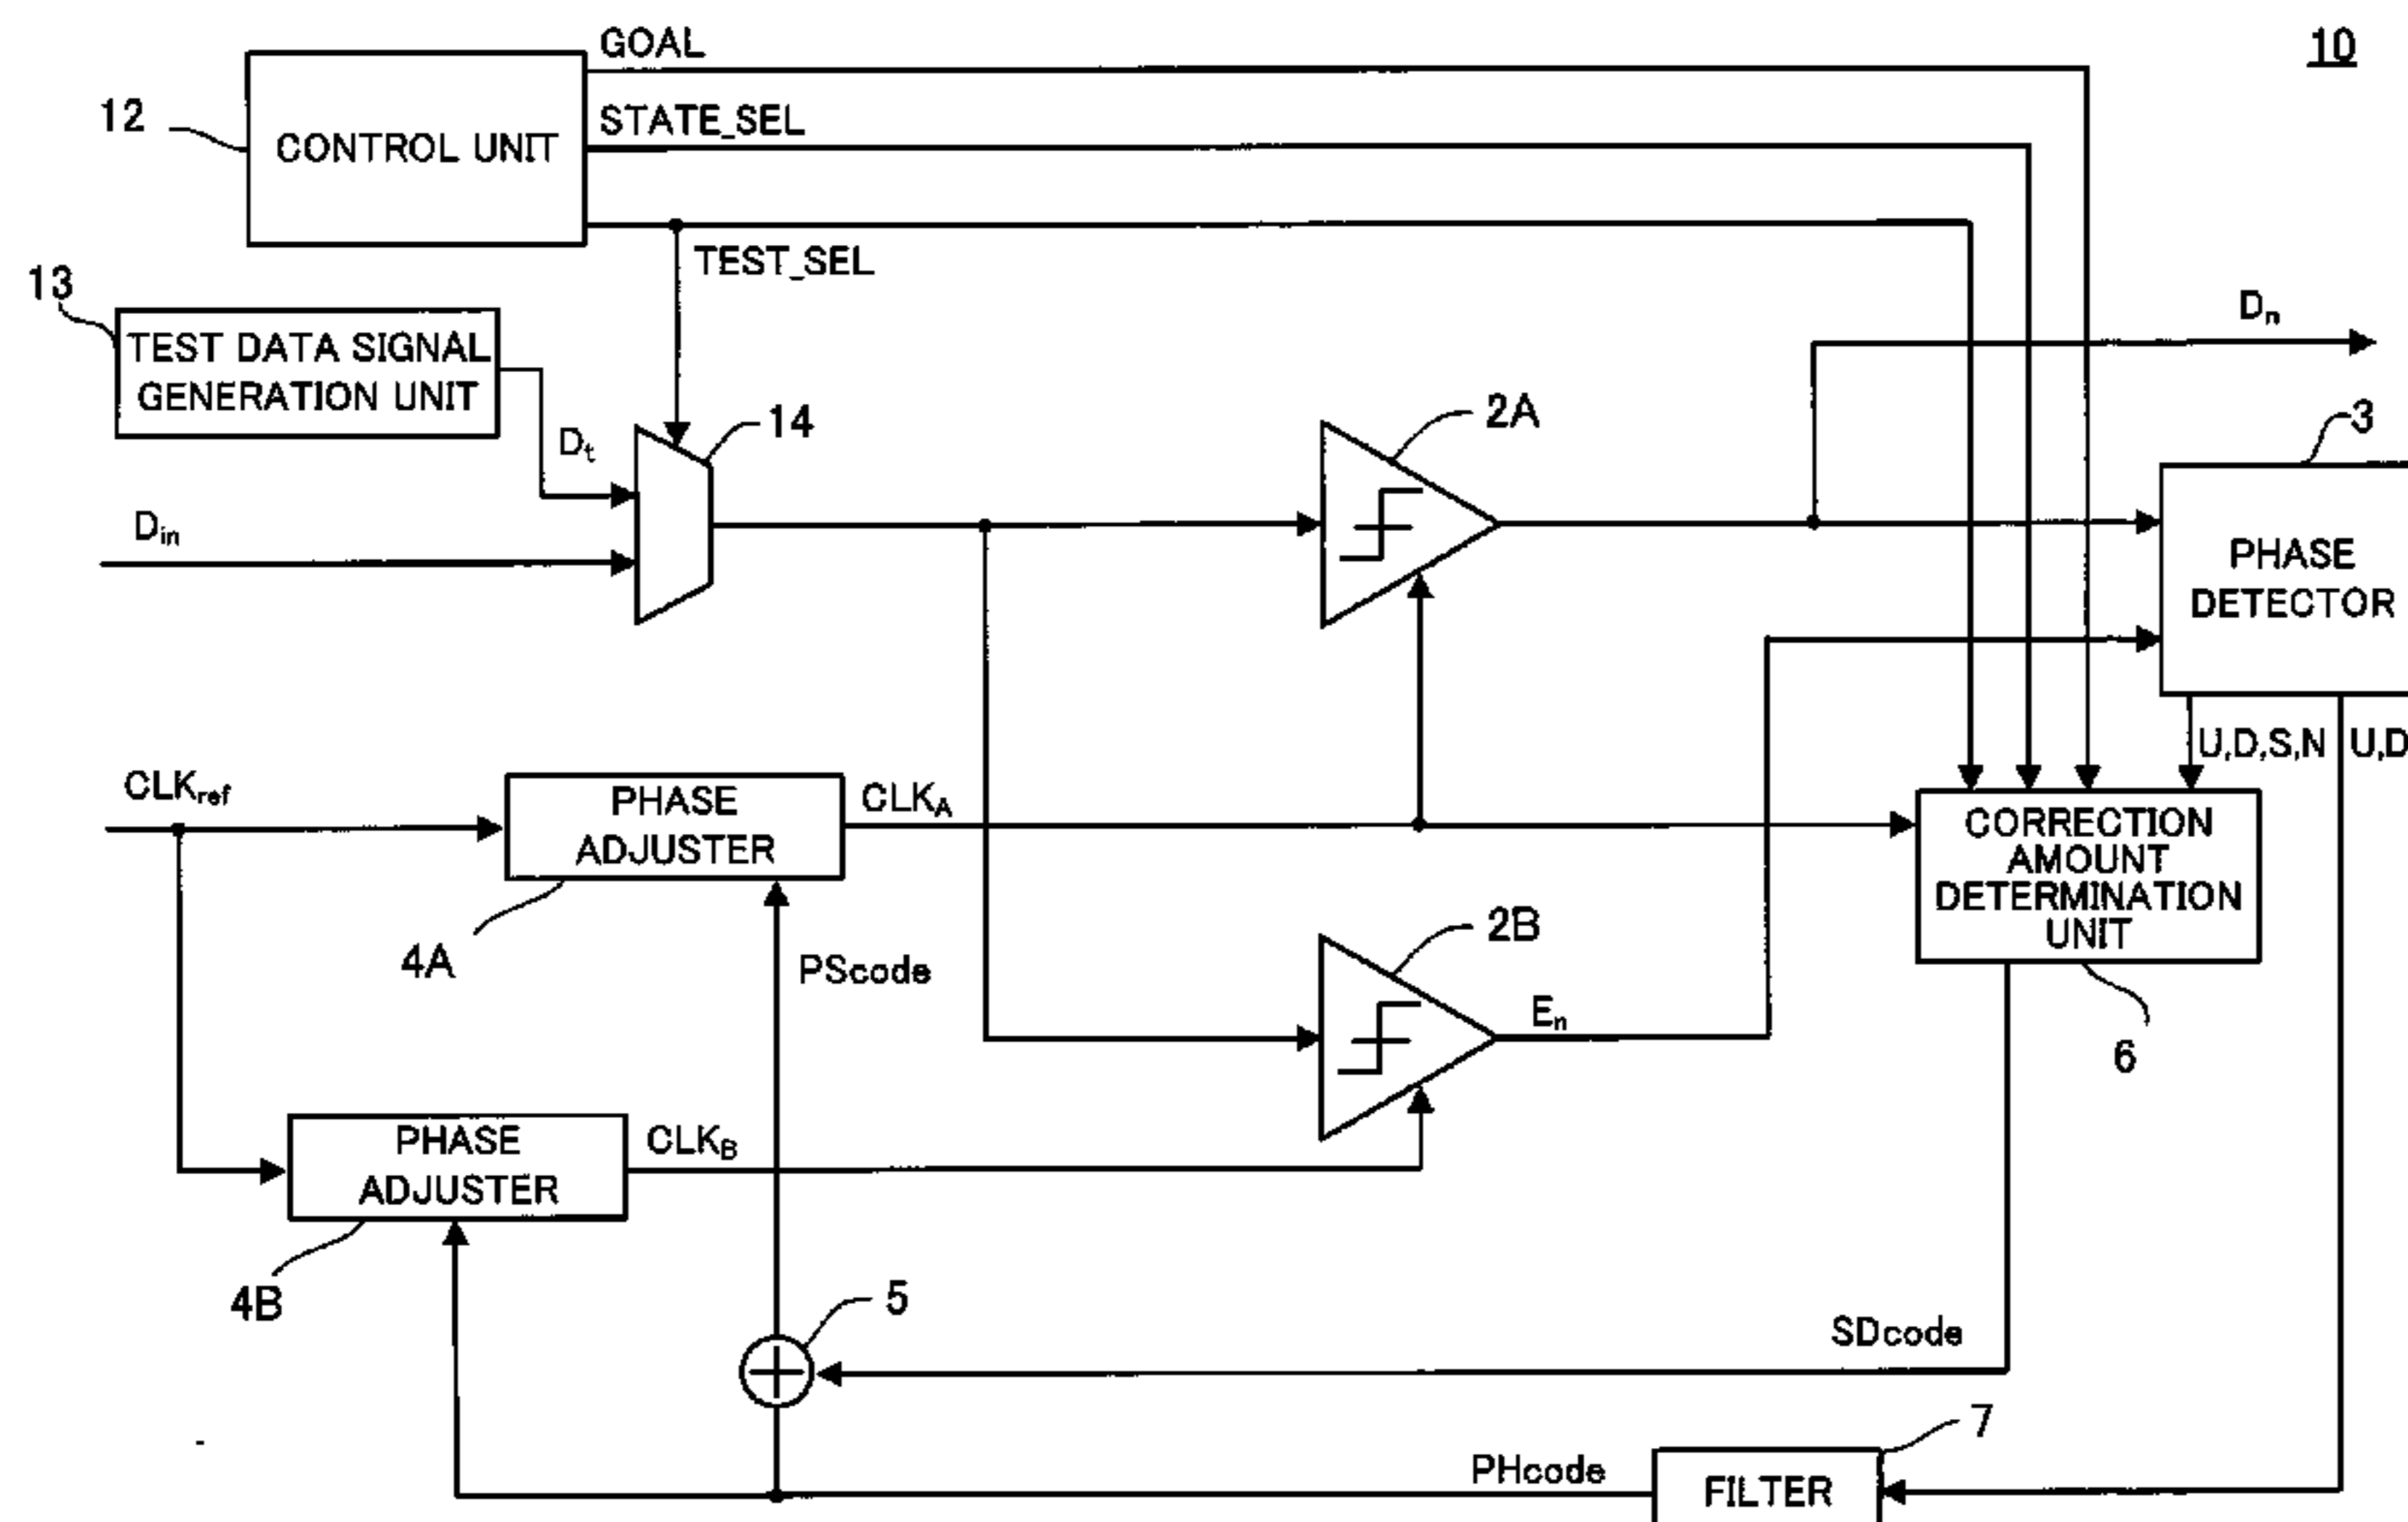 GOAL
10
12
STATE_SEL
CONTROL UNIT
TEST_SEL
13
TEST DATA SIGNAL
GENERATION UNIT
Dn
Dt
14
2A
3
Din
PHASE
DETECTOR
U,D,S,N
U,D
CLKref
PHASE
ADJUSTER
CLKA
CORRECTION
AMOUNT
DETERMINATION
UNIT
4A
PScode
2B
En
6
PHASE
ADJUSTER
CLKB
4B
5
SDcode
7
PHcode
FILTER